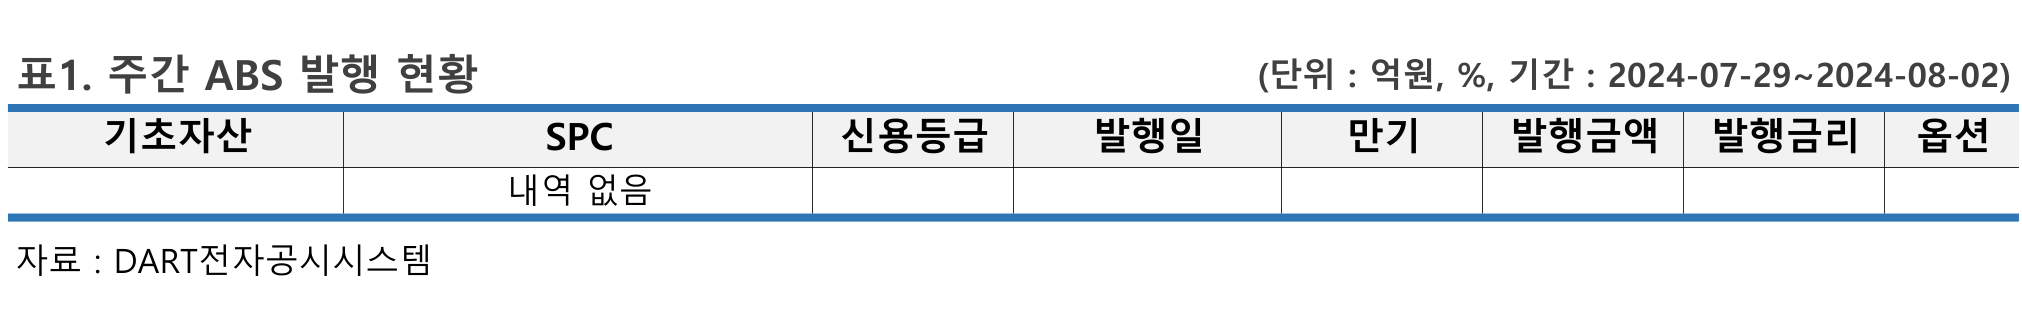 표1. 주간 ABS 발행 현황 (단위 : 억원, %, 기간 : 2024-07-29~2024-08-02)
기초자산 SPC 신용등급 발행일 만기 발행금액 발행금리 옵션
내역 없음
자료 : DART전자공시시스템